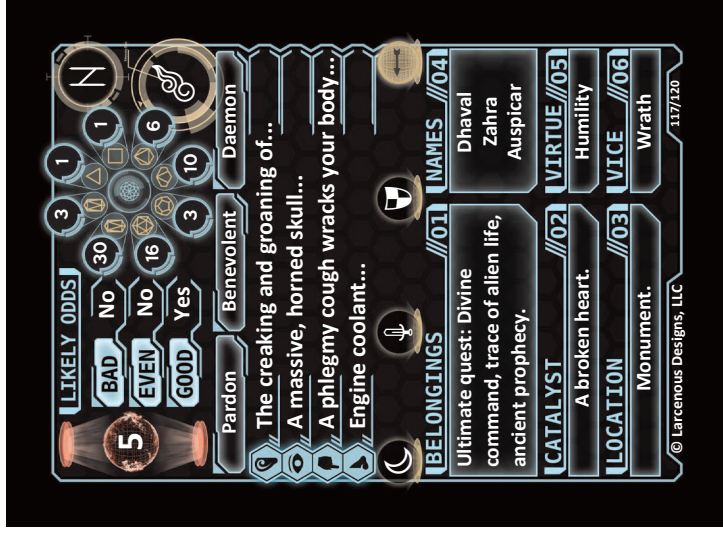 5
LIKELY ODDS
BAD No
EVEN No
GOOD Yes
3
1
1
6
10
3
16
30
Pardon
Benevolent
Daemon
The creaking and groaning of...
A massive, horned skull...
A phlegmy cough wracks your body...
Engine coolant...
BELONGINGS //01
Ultimate quest: Divine
command, trace of alien life,
ancient prophecy.
NAMES //04
Dhaval
Zahra
Auspicar
CATALYST //02
A broken heart.
VIRTUE //05
Humility
LOCATION //03
Monument.
VICE //06
Wrath
© Larcenous Designs, LLC
117/120